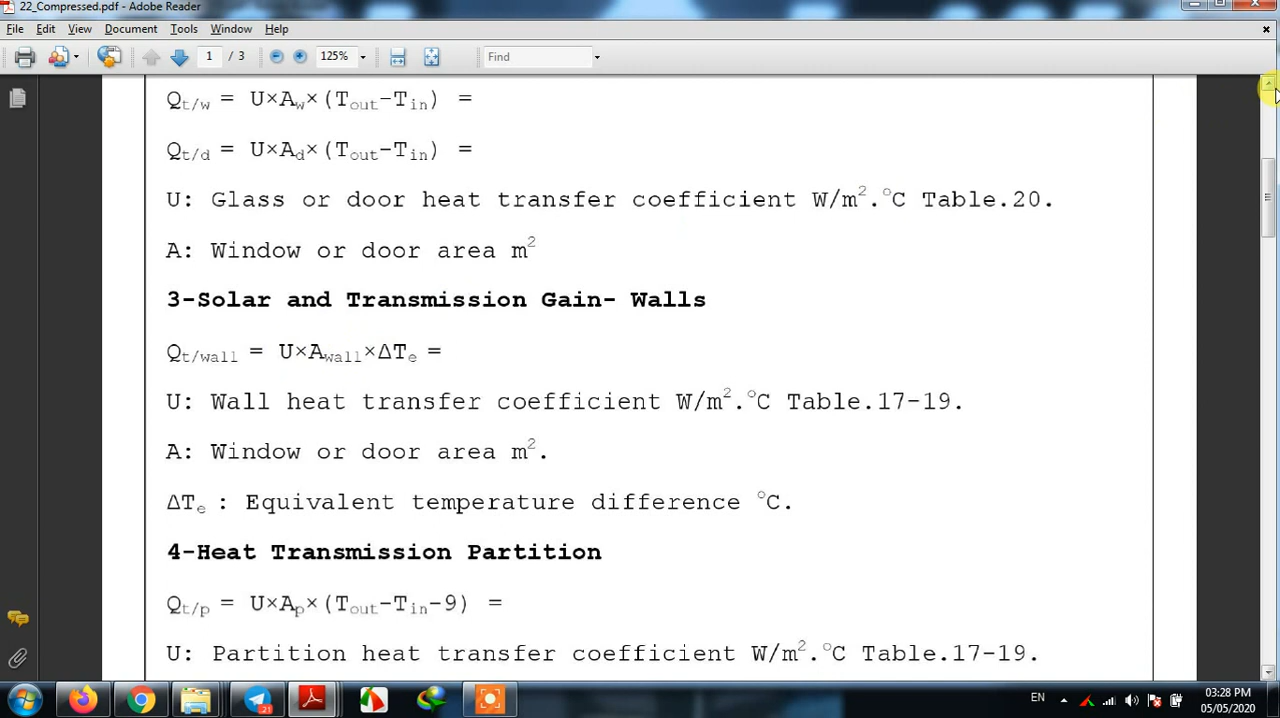 22_Compressed.pdf - Adobe Reader
File Edit View Document Tools Window Help
1 / 3 125% Find
Qt/w = U×Aw×(Tout−Tin) =
Qt/d = U×Ad×(Tout−Tin) =
U: Glass or door heat transfer coefficient W/m².°C Table.20.
A: Window or door area m²
3-Solar and Transmission Gain- Walls
Qt/wall = U×Awall×ΔTe =
U: Wall heat transfer coefficient W/m².°C Table.17-19.
A: Window or door area m².
ΔTe : Equivalent temperature difference °C.
4-Heat Transmission Partition
Qt/p = U×Ap×(Tout−Tin−9) =
U: Partition heat transfer coefficient W/m².°C Table.17-19.
EN 03:28 PM
05/05/2020